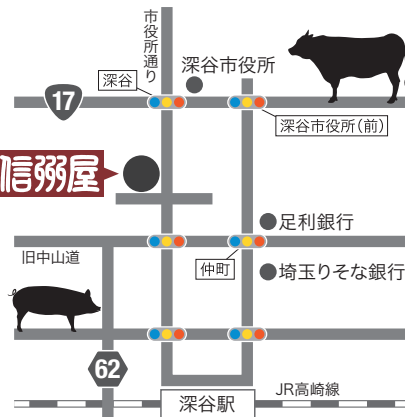 市役所通り
深谷市役所
深谷
17
深谷市役所（前）
信弼屋
足利銀行
旧中山道
仲町
埼玉りそな銀行
62
JR高崎線
深谷駅